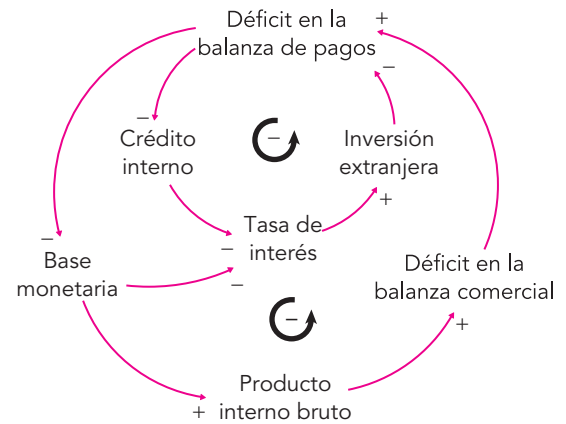 Déficit en la +
balanza de pagos
–
–
Crédito
interno
–
Inversión
extranjera
+
Tasa de
interés
–
–
–
Base
monetaria
Déficit en la
balanza comercial
+
–
Producto
+ interno bruto